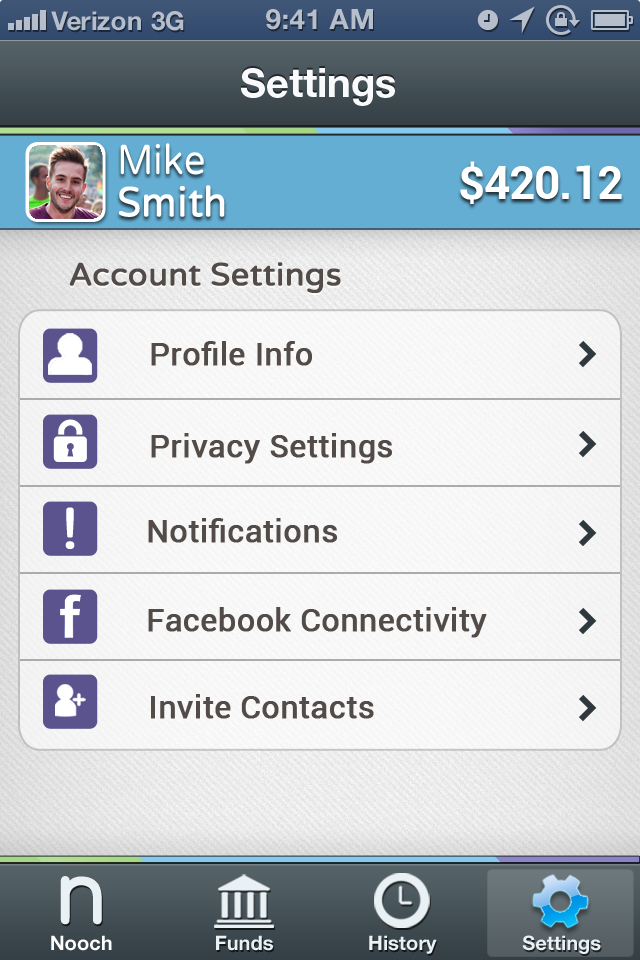 Verizon 3G 9:41 AM
Settings
Mike
Smith
$420.12
Account Settings
Profile Info
Privacy Settings
Notifications
f Facebook Connectivity
Invite Contacts
n
Nooch Funds History Settings